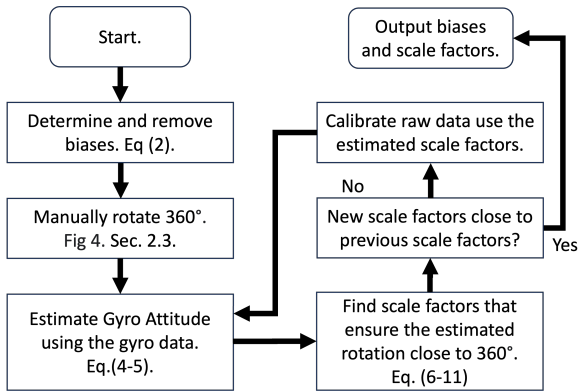 Start.
Determine and remove
biases. Eq (2).
Manually rotate 360°.
Fig 4. Sec. 2.3.
Estimate Gyro Attitude
using the gyro data.
Eq.(4-5).
Find scale factors that
ensure the estimated
rotation close to 360°.
Eq. (6-11)
New scale factors close to
previous scale factors?
No
Yes
Calibrate raw data use the
estimated scale factors.
Output biases
and scale factors.